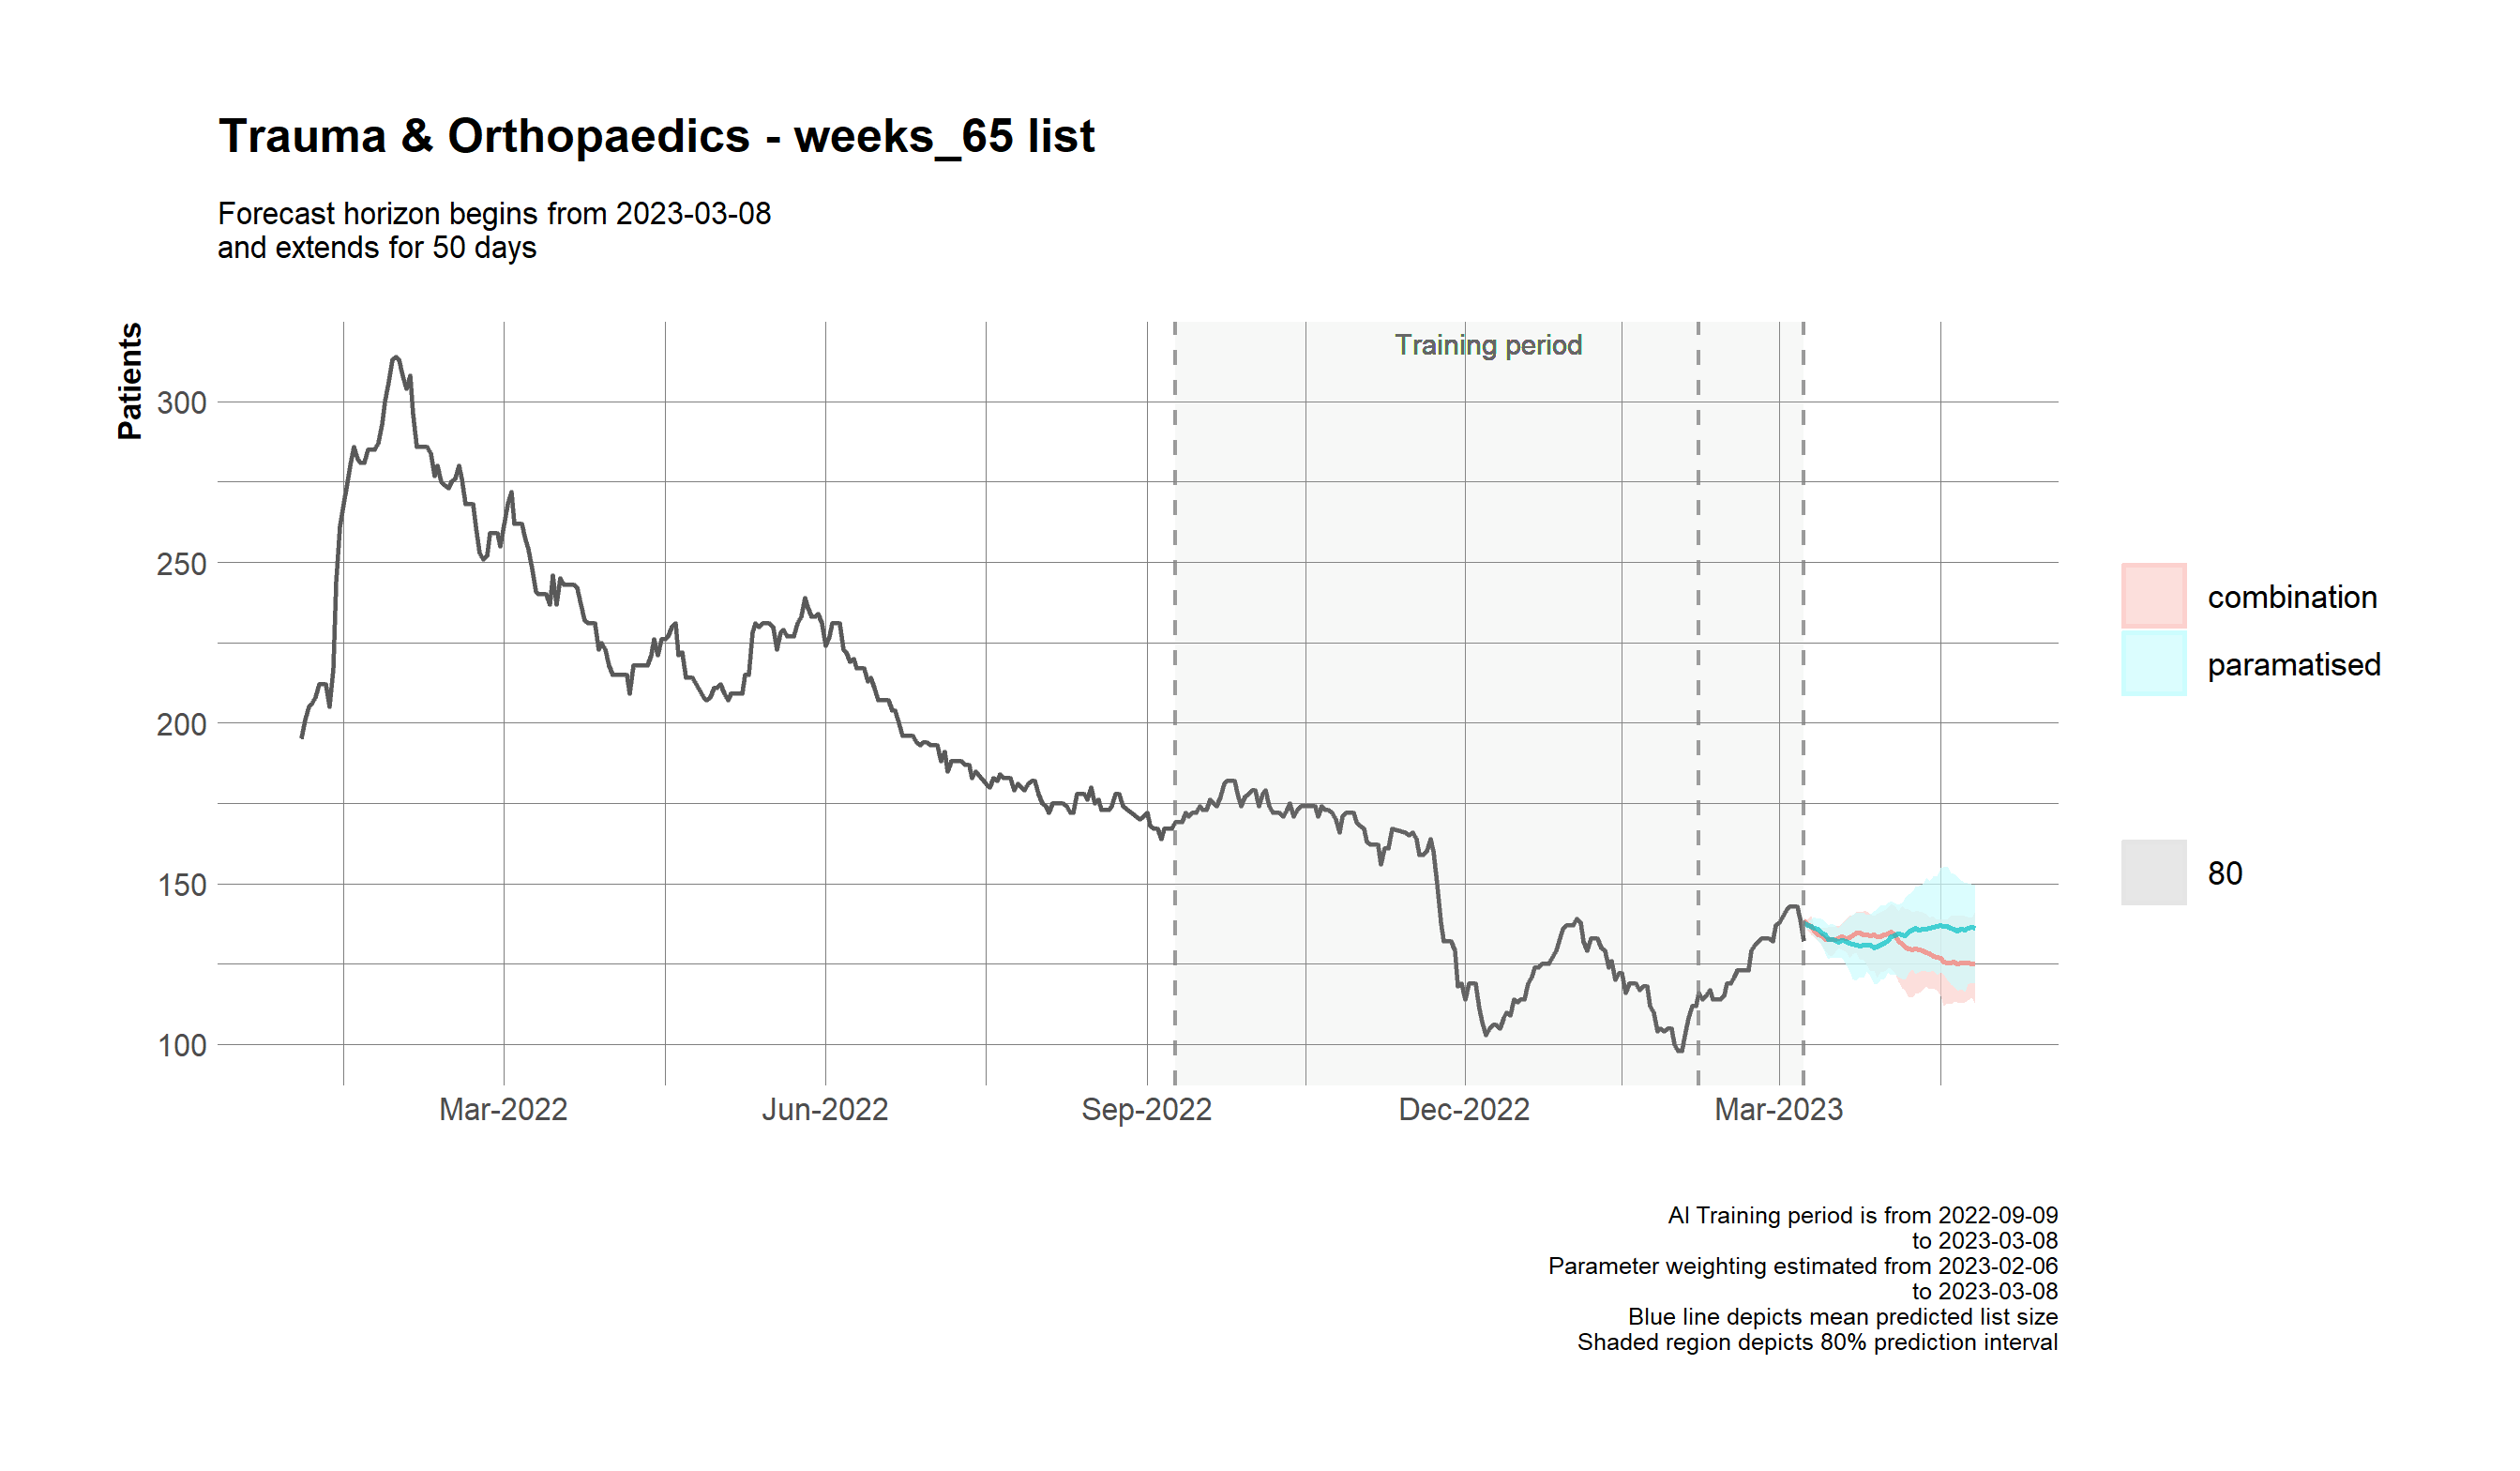 Trauma & Orthopaedics - weeks_65 list
Forecast horizon begins from 2023-03-08
and extends for 50 days
Patients
Training period
300
250
200
150
100
Mar-2022
Jun-2022
Sep-2022
Dec-2022
Mar-2023
combination
paramatised
80
AI Training period is from 2022-09-09
to 2023-03-08
Parameter weighting estimated from 2023-02-06
to 2023-03-08
Blue line depicts mean predicted list size
Shaded region depicts 80% prediction interval